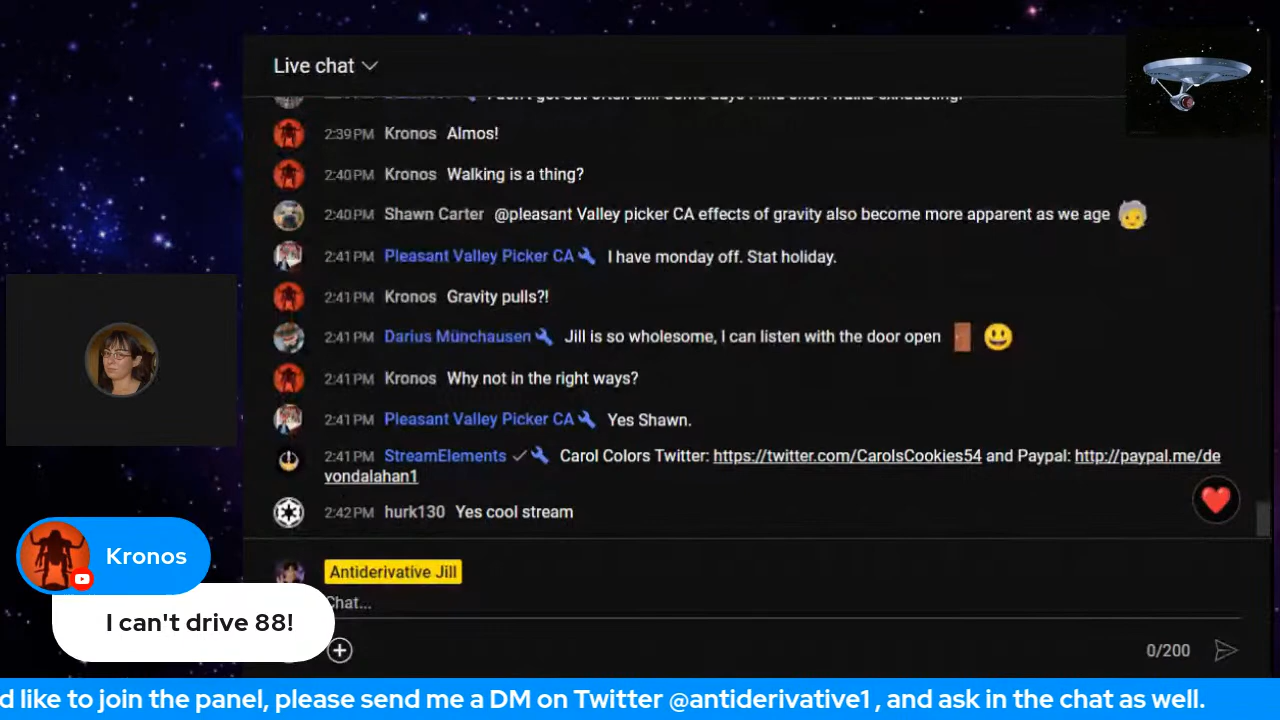 Live chat
2:39 PM Kronos Almos!
2:40 PM Kronos Walking is a thing?
2:40 PM Shawn Carter @pleasant Valley picker CA effects of gravity also become more apparent as we age
2:41 PM Pleasant Valley Picker CA I have monday off. Stat holiday.
2:41 PM Kronos Gravity pulls?!
2:41 PM Darius Münchausen Jill is so wholesome, I can listen with the door open
2:41 PM Kronos Why not in the right ways?
2:41 PM Pleasant Valley Picker CA Yes Shawn.
2:41 PM StreamElements Carol Colors Twitter: https://twitter.com/CarolsCookies54 and Paypal: http://paypal.me/de
vondalahan1
2:42 PM hurk130 Yes cool stream
Antiderivative Jill
Chat...
0/200
Kronos
I can't drive 88!
d like to join the panel, please send me a DM on Twitter @antiderivative1 , and ask in the chat as well.